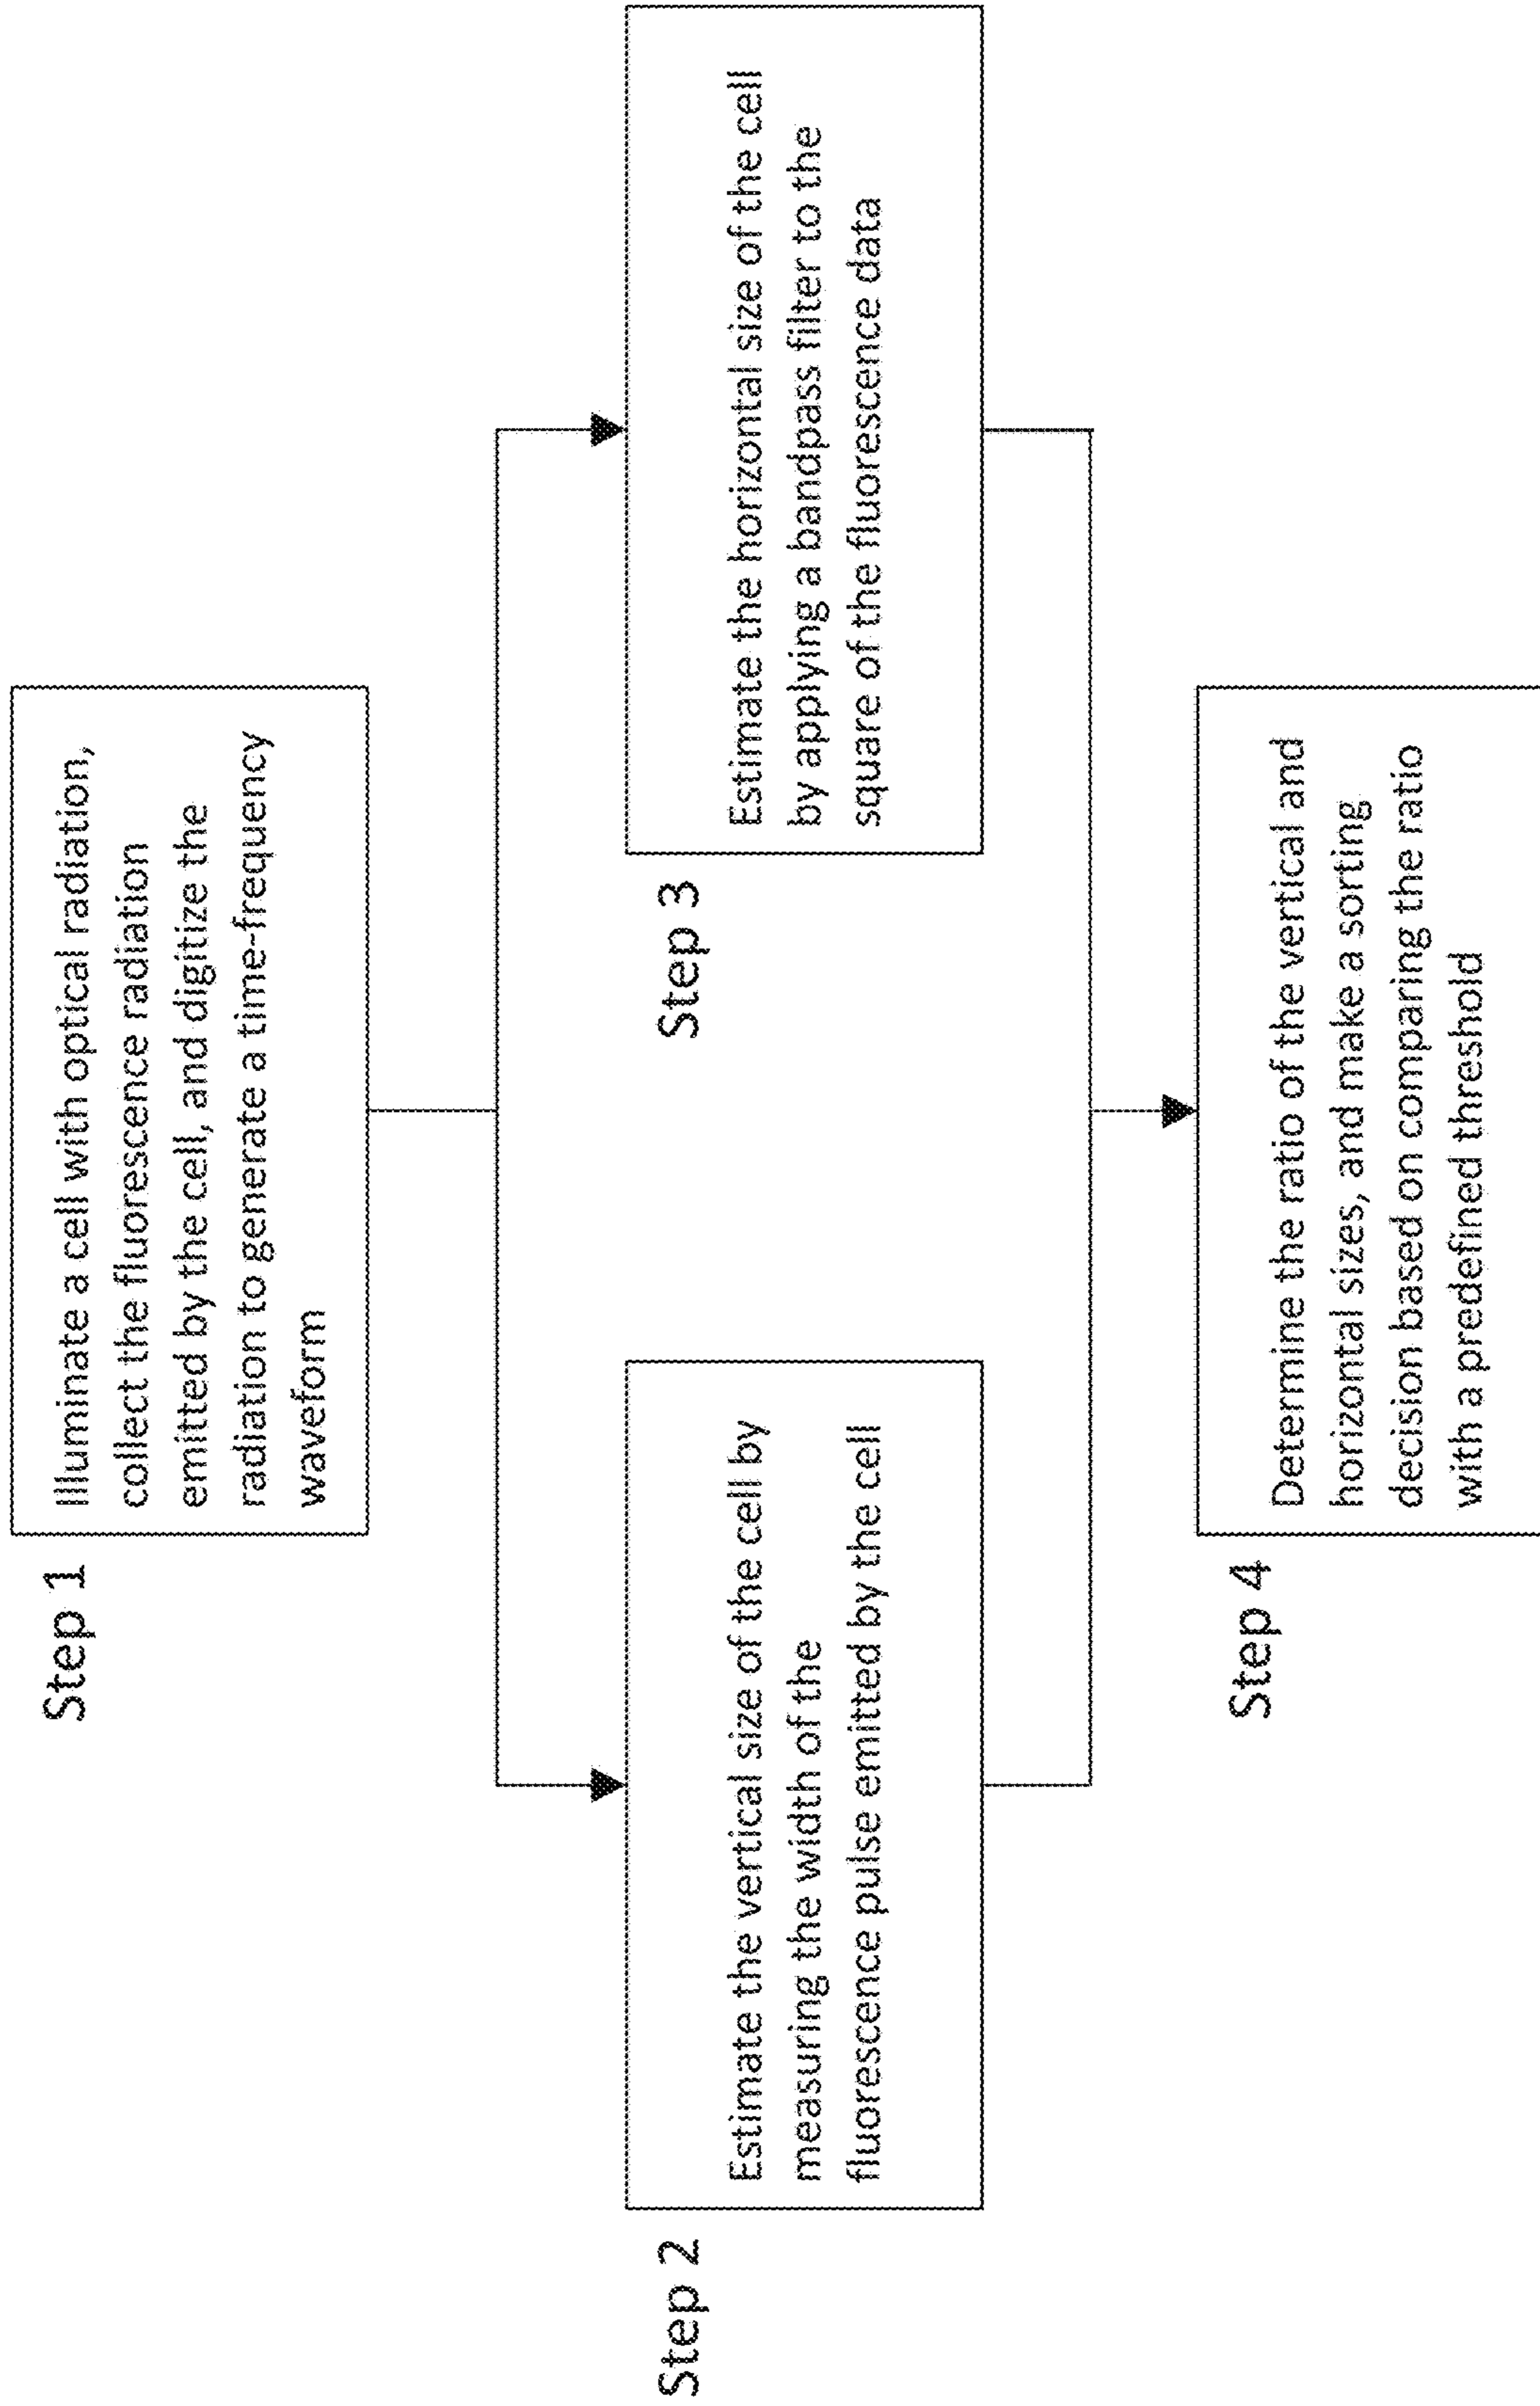 Step 1
Illuminate a cell with optical radiation,
collect the fluorescence radiation
emitted by the cell, and digitize the
radiation to generate a time-frequency
waveform
Step 2
Estimate the vertical size of the cell by
measuring the width of the
fluorescence pulse emitted by the cell
Step 3
Estimate the horizontal size of the cell
by applying a bandpass filter to the
square of the fluorescence data
Step 4
Determine the ratio of the vertical and
horizontal sizes, and make a sorting
decision based on comparing the ratio
with a predefined threshold